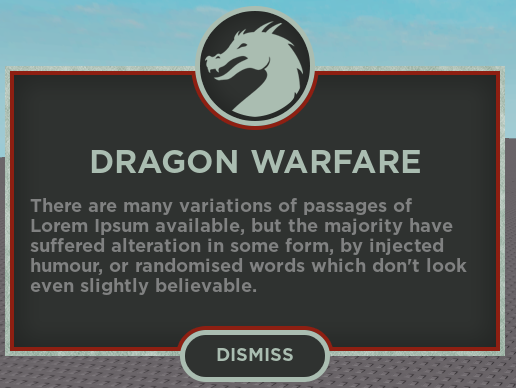 DRAGON WARFARE
There are many variations of passages of
Lorem Ipsum available, but the majority have
suffered alteration in some form, by injected
humour, or randomised words which don't look
even slightly believable.
DISMISS